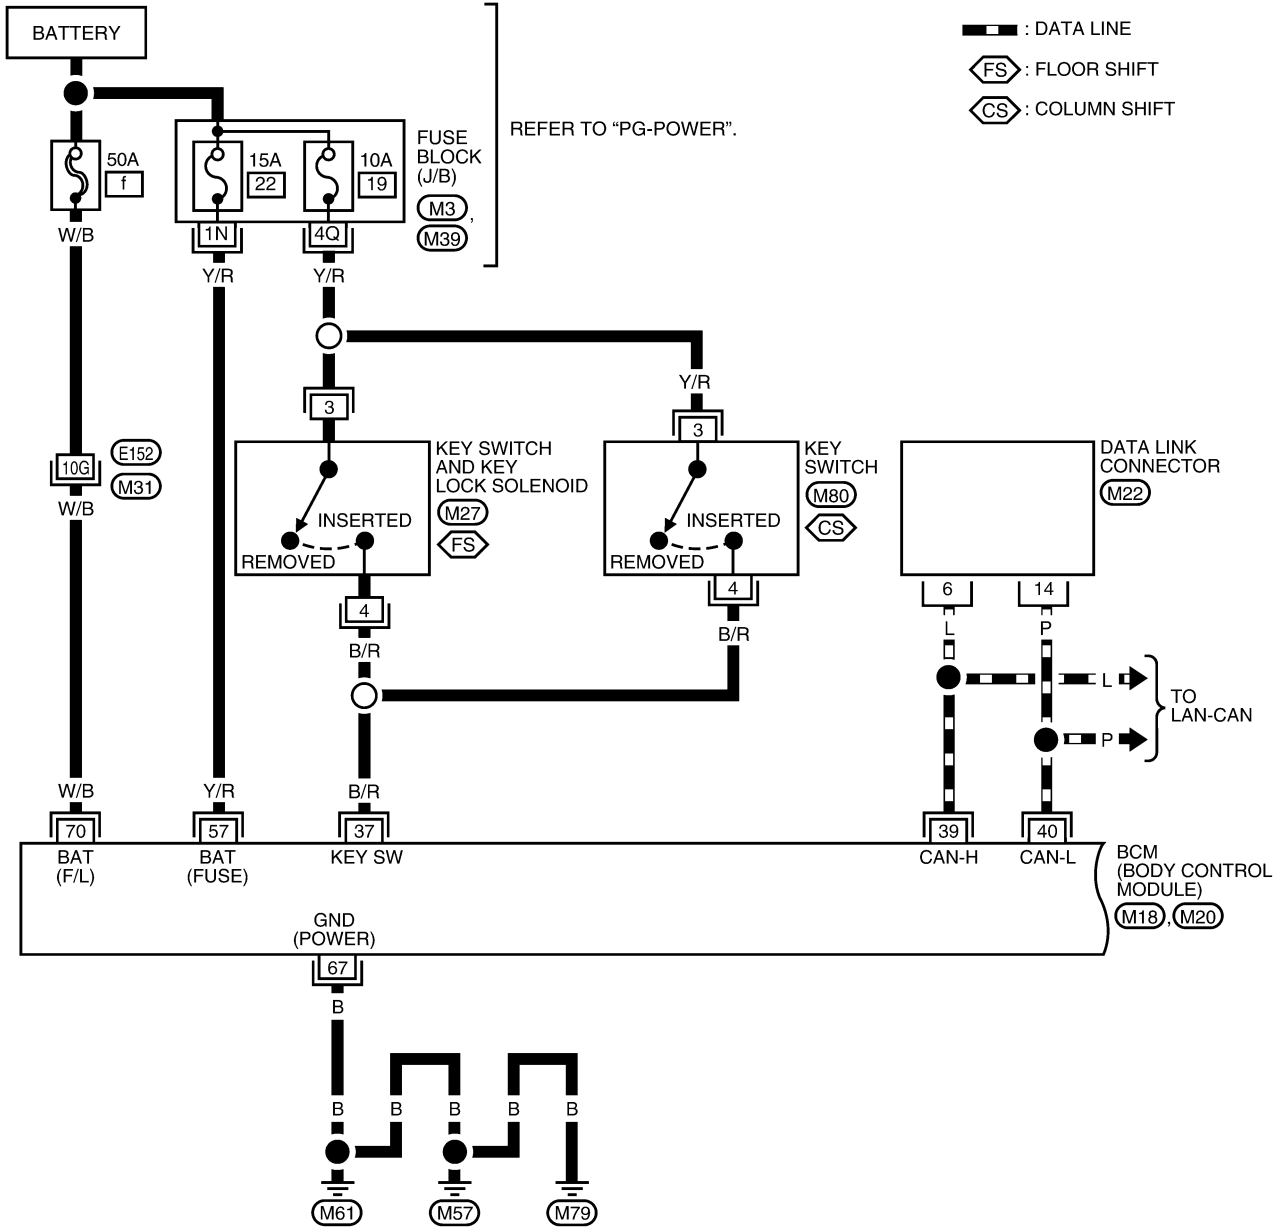 BATTERY
: DATA LINE
FS : FLOOR SHIFT
CS : COLUMN SHIFT
REFER TO “PG-POWER”.
50A
f
15A
22
10A
19
FUSE
BLOCK
(J/B)
M3 ,
M39
1N
4Q
W/B
Y/R
Y/R
Y/R
3
3
10G
E152
M31
W/B
KEY SWITCH
AND KEY
LOCK SOLENOID
M27
FS
INSERTED
REMOVED
KEY
SWITCH
M80
CS
INSERTED
REMOVED
DATA LINK
CONNECTOR
M22
4
4
6
14
B/R
B/R
L
P
L
P
TO
LAN-CAN
W/B
Y/R
B/R
70
57
37
39
40
BAT
(F/L)
BAT
(FUSE)
KEY SW
CAN-H
CAN-L
BCM
(BODY CONTROL
MODULE)
M18 , M20
GND
(POWER)
67
B
B
B
B
B
B
M61
M57
M79